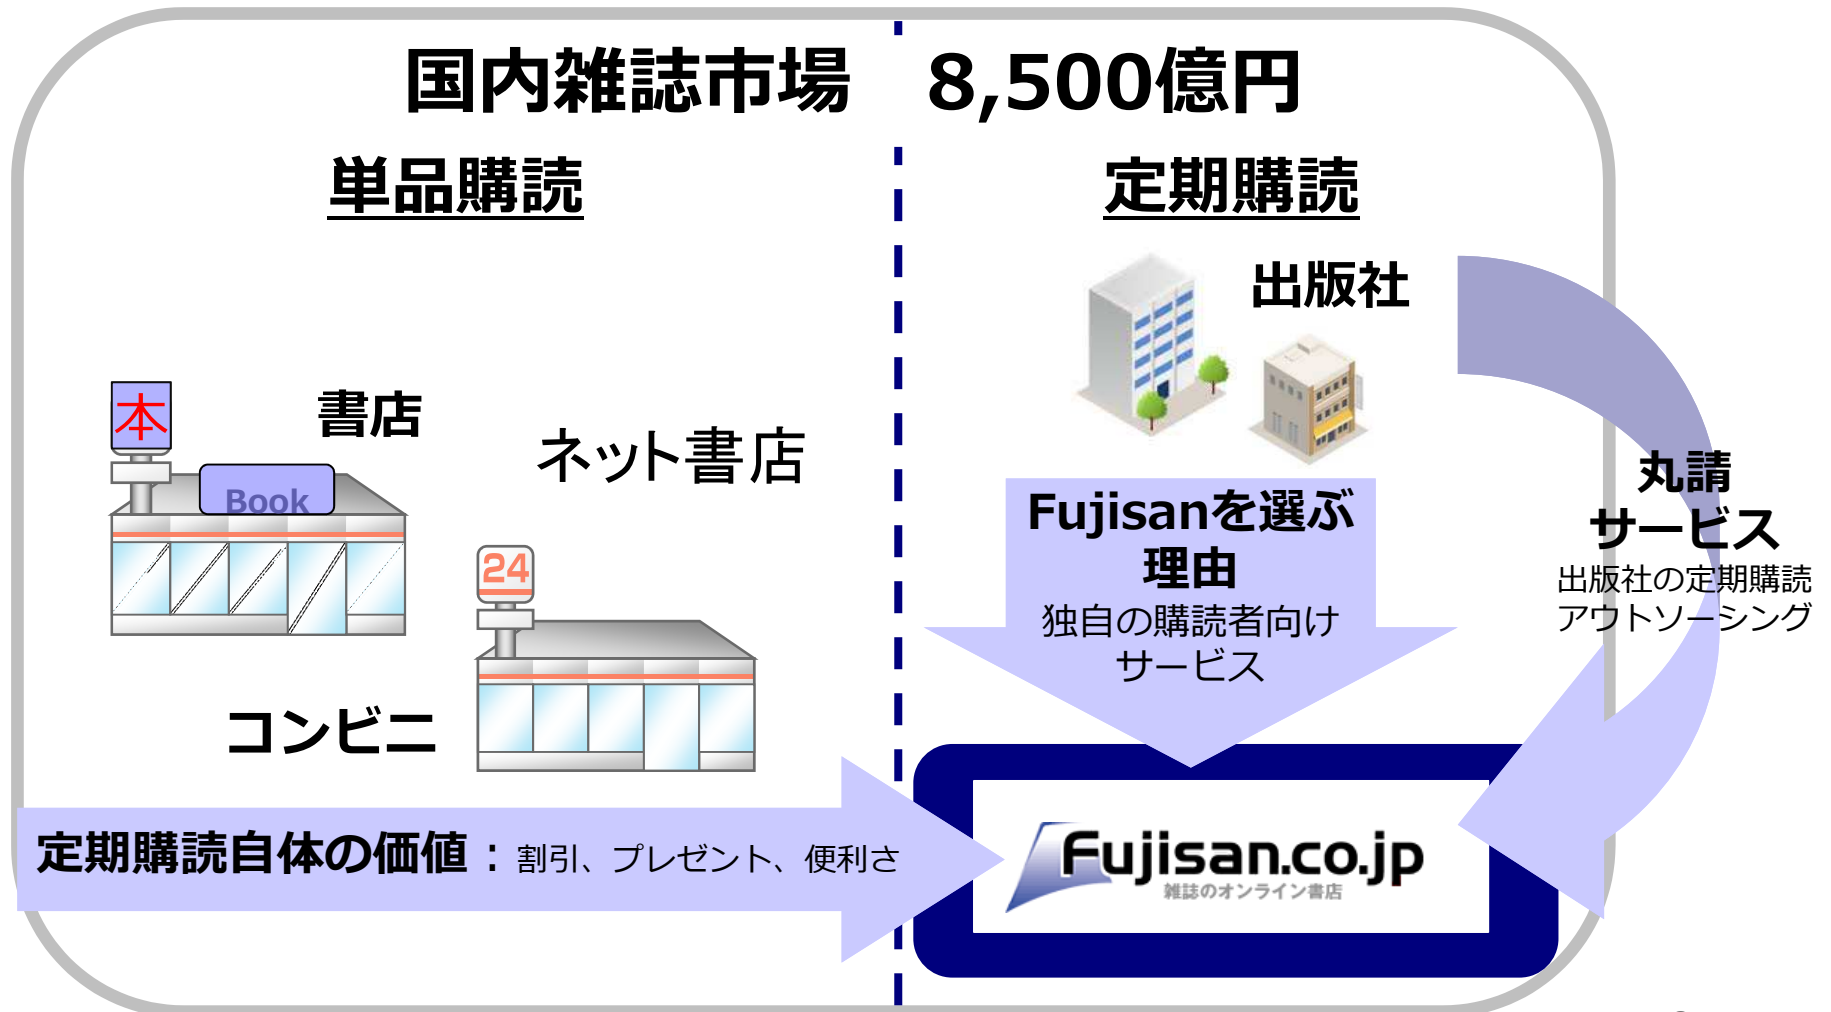 国内雑誌市場　8,500億円
単品購読
定期購読
出版社
本
書店
Book
ネット書店
24
コンビニ
Fujisanを選ぶ
理由
独自の購読者向け
サービス
丸請
サービス
出版社の定期購読
アウトソーシング
定期購読自体の価値：割引、プレゼント、便利さ
Fujisan.co.jp
雑誌のオンライン書店